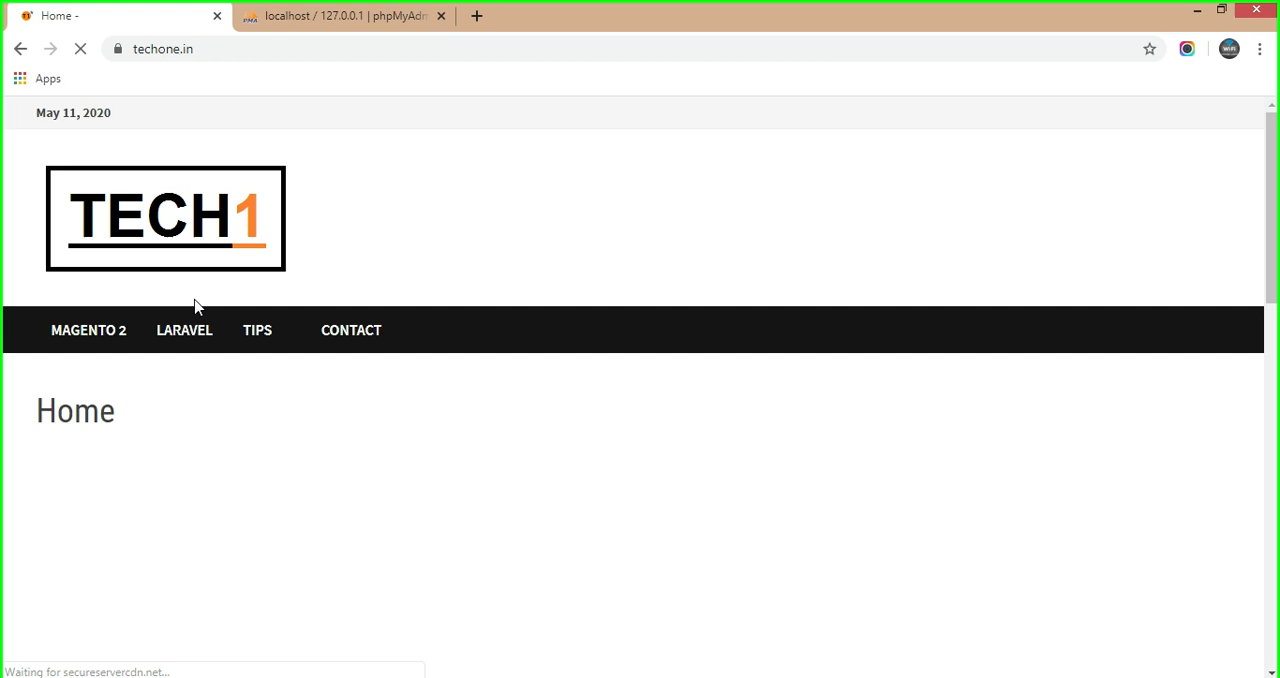 Home -
localhost / 127.0.0.1 | phpMyAdm
techone.in
WiFi
Apps
May 11, 2020
TECH1
MAGENTO 2 LARAVEL TIPS CONTACT
Home
Waiting for secureservercdn.net...